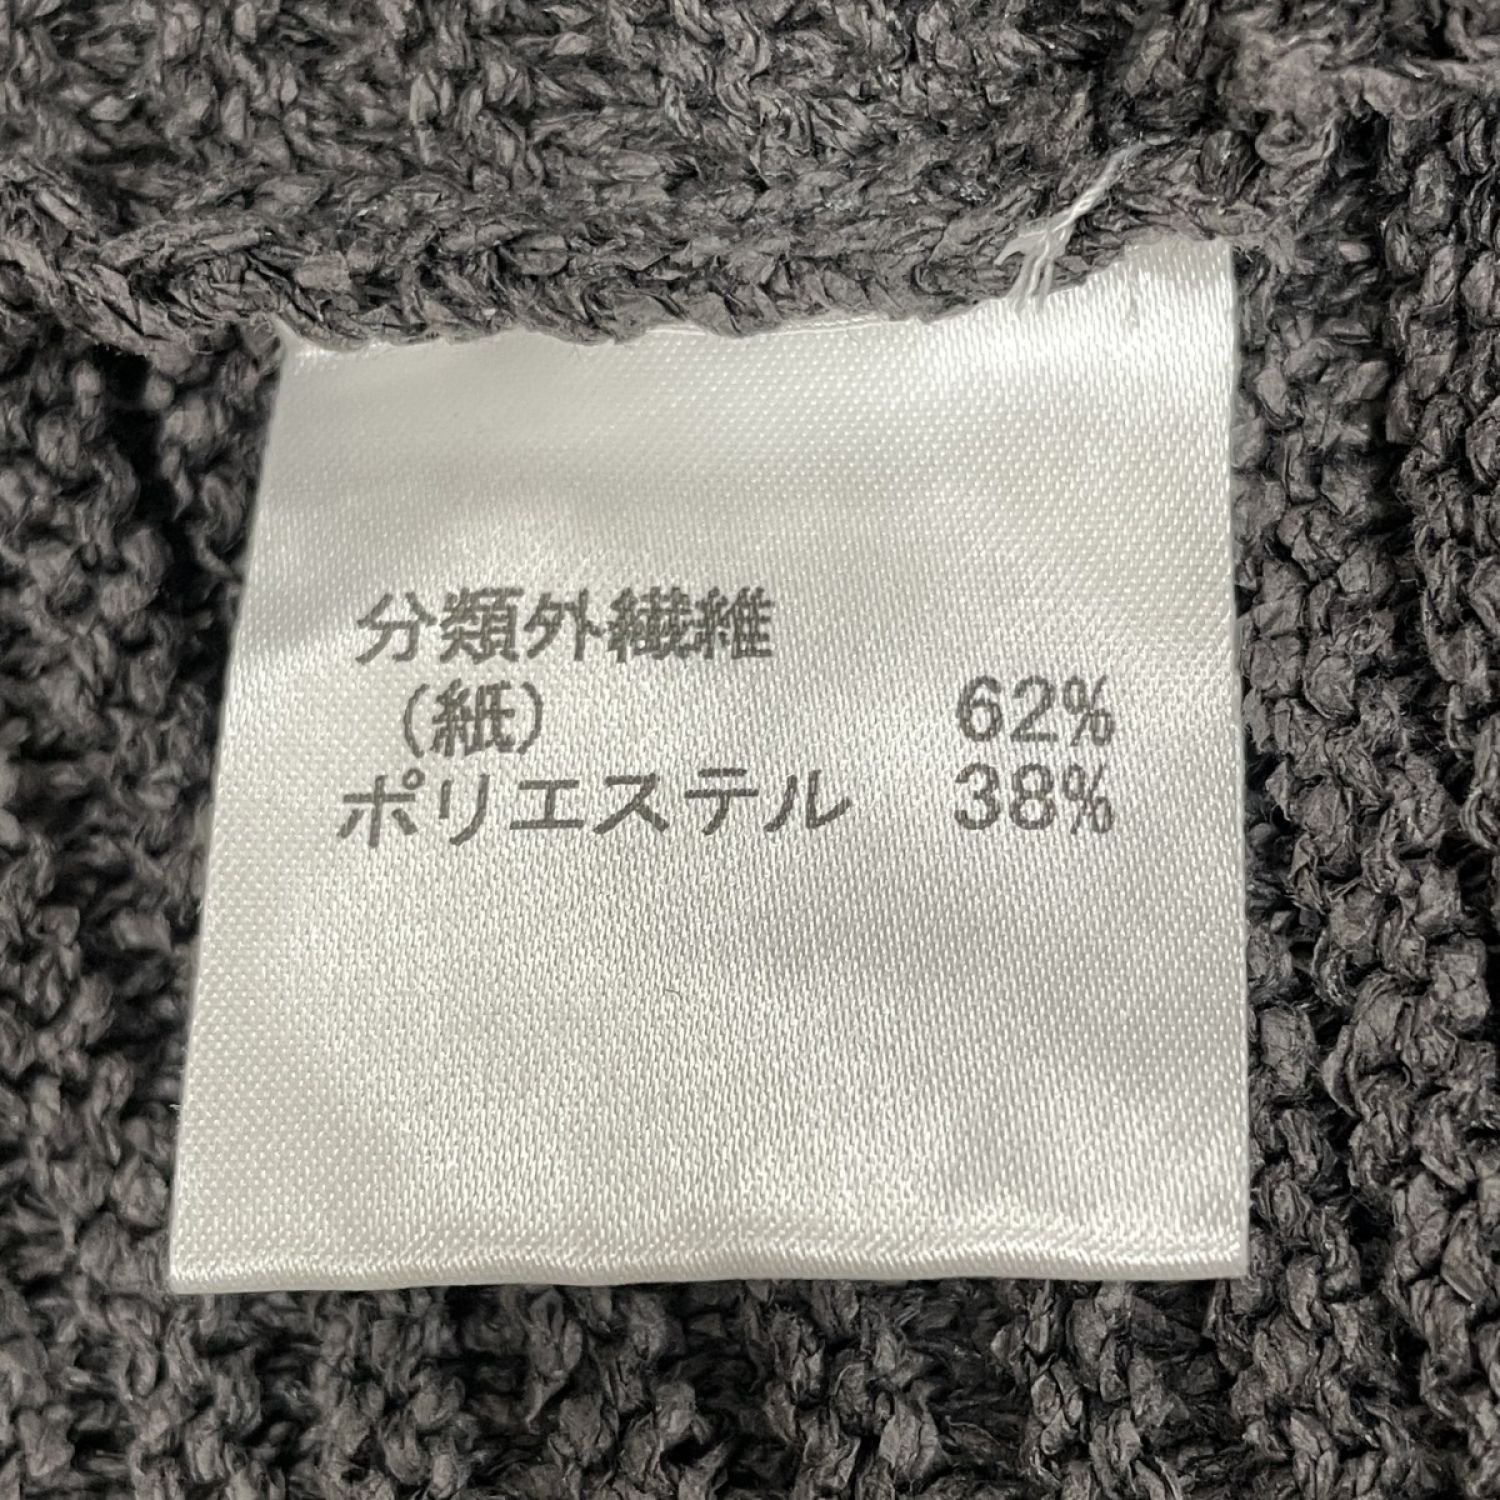 分類外繊維
(紙) 62%
ポリエステル 38%